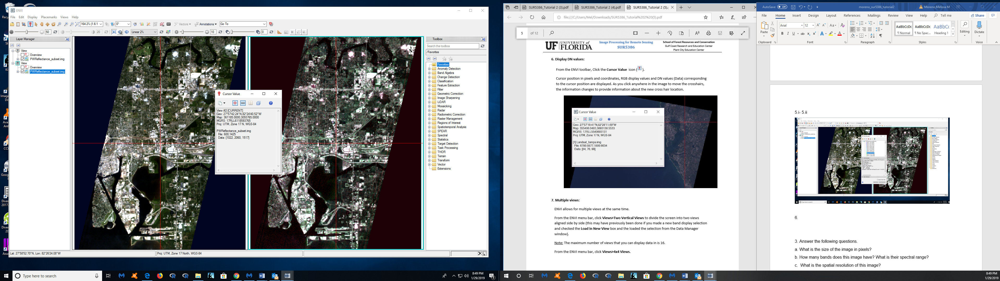 ENVI
File Edit Display Placemarks Views Help
164.2% (1.6:1 0° Vectors Annotations Go To
50 20 Linear 2% 10 0
Layer Manager
View
Overview
PWReflectance_subset.img
View
Overview
PWReflectance_subset.img
Cursor Value
View #2 [CURRENT]
Geo: 27°57'42.24"N,82°24'40.52"W
Map: 361185.0000,3093765.0000
MGRS: 17RLL6118593765
Proj: UTM, Zone 17 N, WGS-84
PWReflectance_subset.img
File: 600,1425
Data: [1022, 2060, 1517]
Toolbox
Search the toolbox
/Favorites
Favorites
Anomaly Detection
Band Algebra
Change Detection
Classification
Feature Extraction
Filter
Geometric Correction
Image Sharpening
LiDAR
Mosaicking
Radar
Radiometric Correction
Raster Management
Regions of Interest
Spatiotemporal Analysis
SPEAR
Spectral
Statistics
Target Detection
Task Processing
THOR
Terrain
Transform
Vector
Extensions
Lat: 27°58'52.70"N, Lon: 82°26'24.08"W Proj: UTM, Zone 17 North, WGS-84
Type here to search
8:49 PM
1/29/2019
SUR5386_Tutorial 2 (3).pdf SUR5386_Tutorial 2 (4).pdf SUR5386_Tutorial 2 (5).
file:///C:/Users/Mel/Downloads/SUR5386_Tutorial%202%20(5).pdf
5 of 12
UF UNIVERSITY of FLORIDA
Image Processing for Remote Sensing
SUR5386
School of Forest Resources and Conservation
Gulf Coast Research and Education Center
Plant City Education Center
6. Display DN values:
From the ENVI toolbar, Click the Cursor Value icon ( ).
Cursor position in pixels and coordinates, RGB display values and DN values (Data) corresponding
to the cursor position are displayed. As you click anywhere in the image to move the crosshairs,
the information changes to provide information about the new cross hair location.
Cursor Value
Geo: 27°57'19.41"N,82°28'11.69"W
Map: 355406.0493,3093130.5533
MGRS: 17RLL5540693131
Proj: UTM, Zone 17 N, WGS-84
[1] Landsat_tampa.img
File: 6780.8877,1899.6034
Data: [84, 76, 99]
7. Multiple views:
ENVI allows for multiple views at the same time.
From the ENVI menu bar, click Views>Two Vertical Views to divide the screen into two views
aligned side by side (this may have previously been done if you made a new band display selection
and checked the Load in New View box and the loaded the selection from the Data Manager
window).
Note: The maximum number of views that you can display data in is 16.
From the ENVI menu bar, click Views>4x4 Views.
AutoSave Off moreno_sur5386_tutorial2 Moreno,Melissa M
File Home Insert Design Layout References Mailings Review View Help Tell me Share
Paste Arial 12 Editing Dictate
AaBbCcDc AaBbCcDc AaBbCc
¶ Normal ¶ No Spac... Heading 1
Clipboard Font Paragraph Styles Voice
5.i- 5.ii
6.
3. Answer the following questions.
a. What is the size of the image in pixels?
b. How many bands does this image have? What is their spectral range?
c. What is the spatial resolution of this image?
8:49 PM
1/29/2019